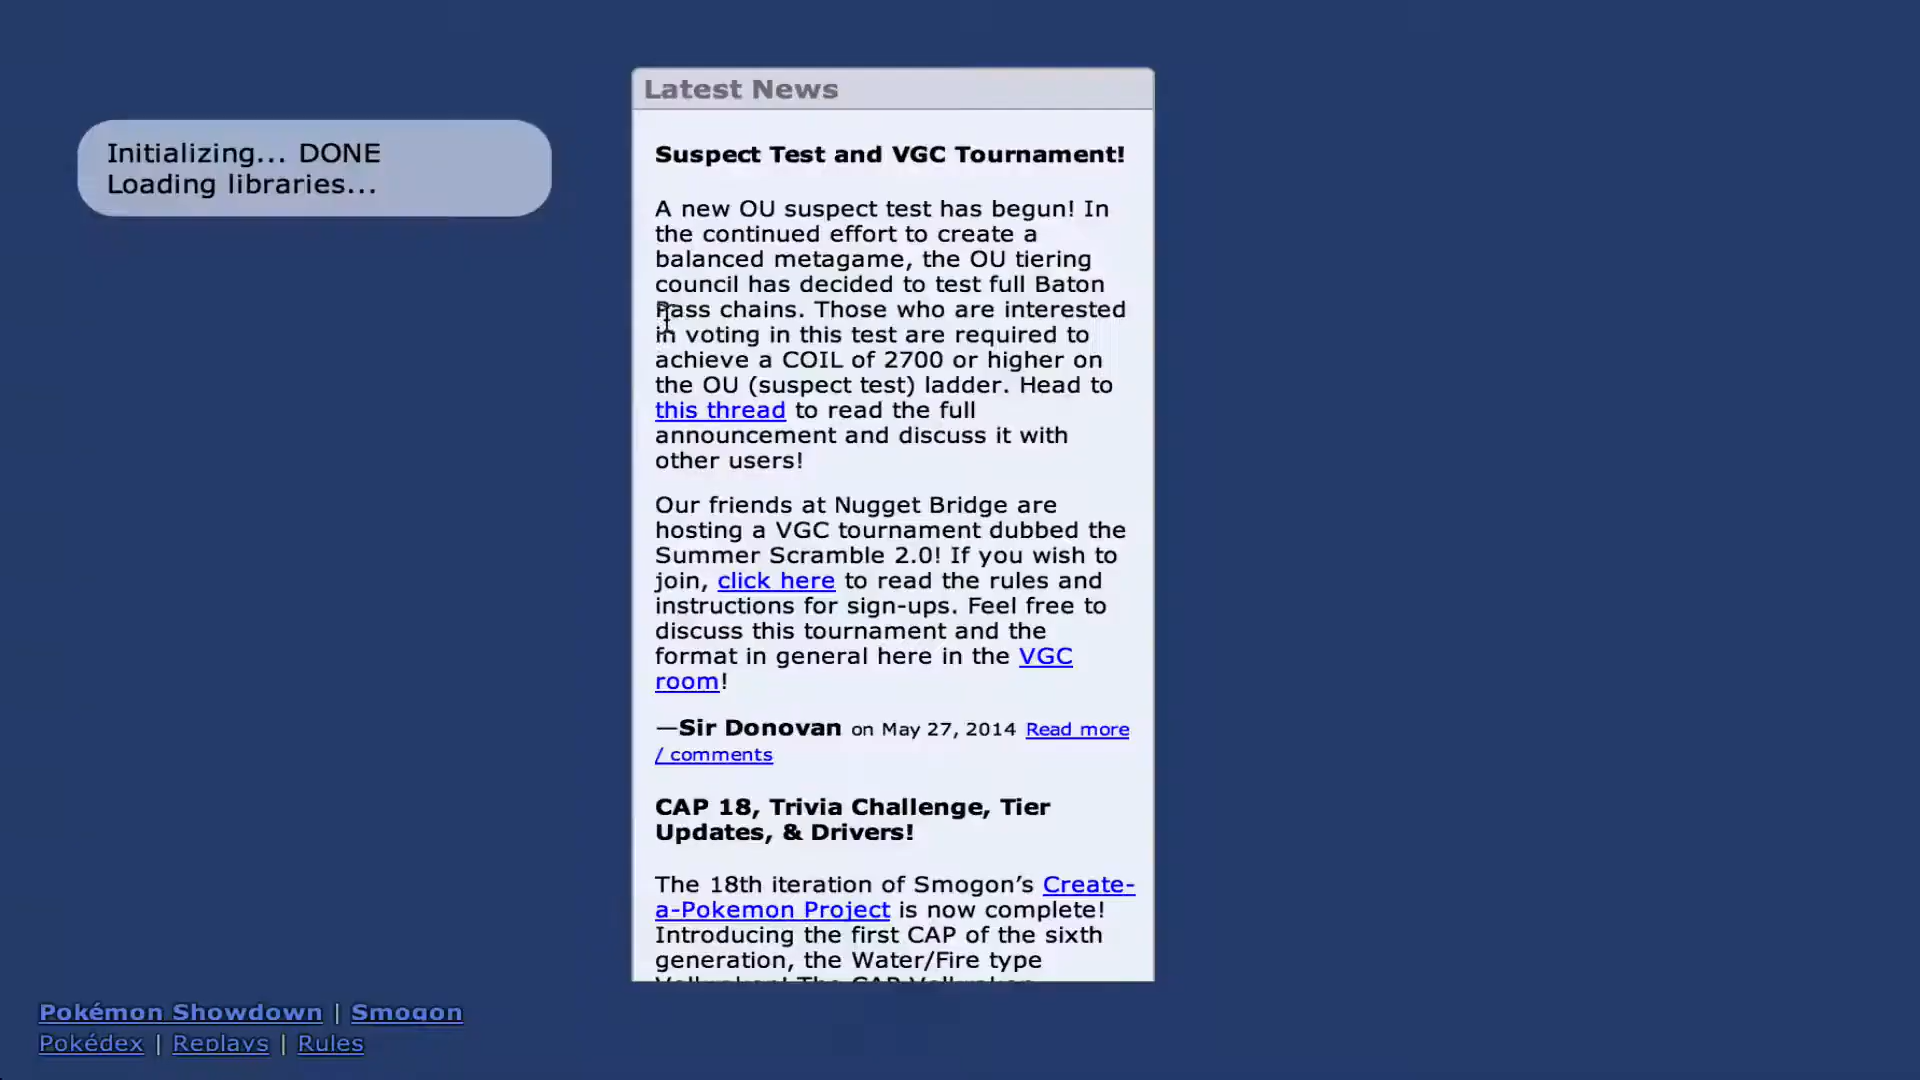 Latest News
Initializing... DONE
Loading libraries...
Suspect Test and VGC Tournament!
A new OU suspect test has begun! In
the continued effort to create a
balanced metagame, the OU tiering
council has decided to test full Baton
Pass chains. Those who are interested
in voting in this test are required to
achieve a COIL of 2700 or higher on
the OU (suspect test) ladder. Head to
this thread to read the full
announcement and discuss it with
other users!
Our friends at Nugget Bridge are
hosting a VGC tournament dubbed the
Summer Scramble 2.0! If you wish to
join, click here to read the rules and
instructions for sign-ups. Feel free to
discuss this tournament and the
format in general here in the VGC
room!
—Sir Donovan on May 27, 2014 Read more
/ comments
CAP 18, Trivia Challenge, Tier
Updates, & Drivers!
The 18th iteration of Smogon’s Create-
a-Pokemon Project is now complete!
Introducing the first CAP of the sixth
generation, the Water/Fire type
Pokémon Showdown | Smogon
Pokédex | Replays | Rules